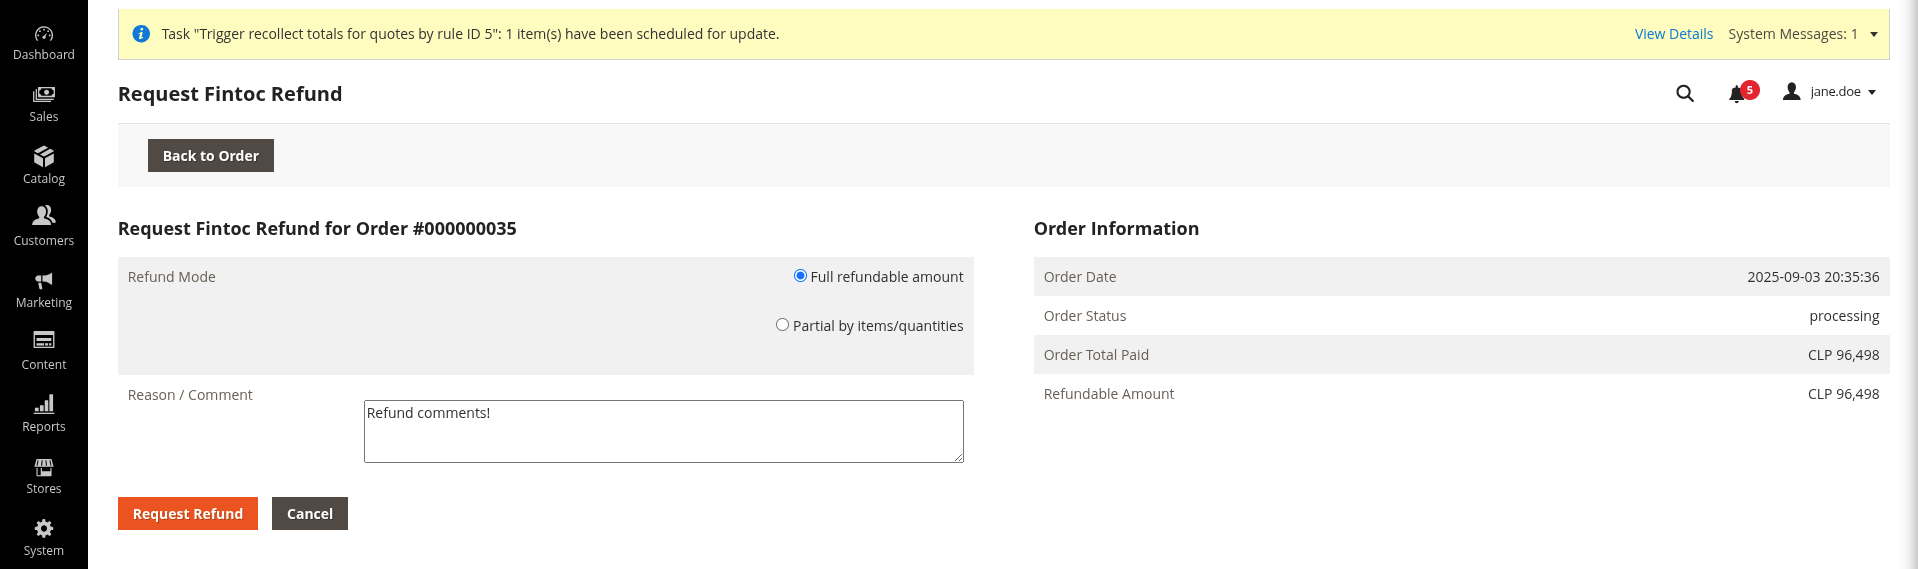 Dashboard
Sales
Catalog
Customers
Marketing
Content
Reports
Stores
System
Task "Trigger recollect totals for quotes by rule ID 5": 1 item(s) have been scheduled for update.
View Details
System Messages: 1
Request Fintoc Refund
5
jane.doe
Back to Order
Request Fintoc Refund for Order #000000035
Refund Mode
Full refundable amount
Partial by items/quantities
Reason / Comment
Refund comments!
Request Refund
Cancel
Order Information
Order Date 2025-09-03 20:35:36
Order Status processing
Order Total Paid CLP 96,498
Refundable Amount CLP 96,498